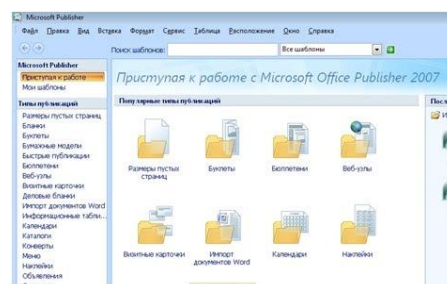 Microsoft Publisher
Файл Правка Вид Вставка Формат Сервис Таблица Расположение Окно Справка
Поиск шаблонов: Все шаблоны
Microsoft Publisher
Приступая к работе
Мои шаблоны
Типы публикаций
Размеры пустых страниц
Бланки
Буклеты
Бумажные модели
Быстрые публикации
Бюллетени
Веб-узлы
Визитные карточки
Деловые бланки
Импорт документов Word
Информационные табли...
Календари
Каталоги
Конверты
Меню
Наклейки
Объявления
Приступая к работе с Microsoft Office Publisher 2007
Популярные типы публикаций
Размеры пустых страниц
Буклеты
Бюллетени
Веб-узлы
Визитные карточки
Импорт документов Word
Календари
Наклейки
Посл
И